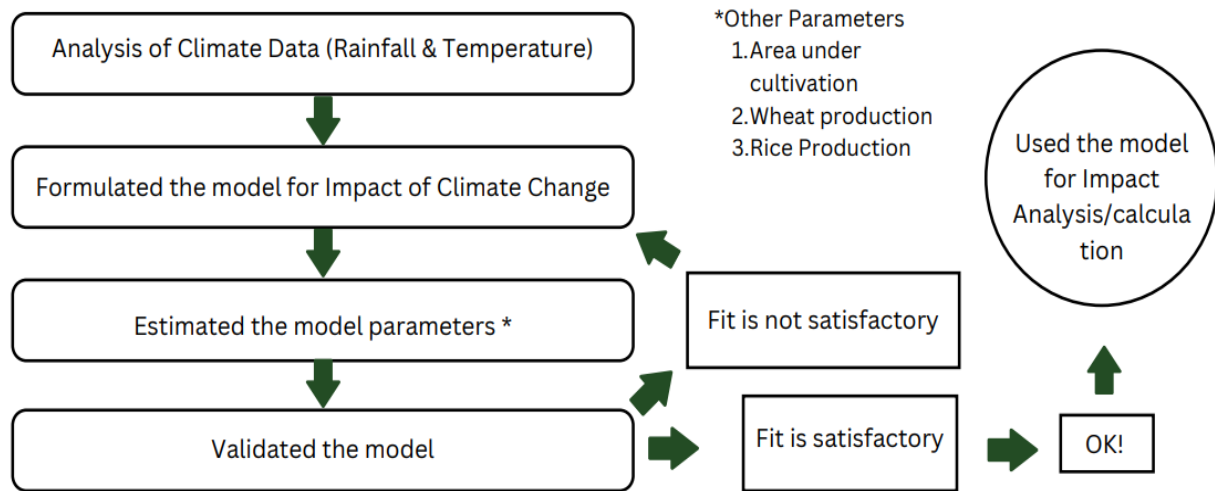 Analysis of Climate Data (Rainfall & Temperature)
Formulated the model for Impact of Climate Change
Estimated the model parameters *
Validated the model
Fit is not satisfactory
Fit is satisfactory
OK!
*Other Parameters
1.Area under
cultivation
2.Wheat production
3.Rice Production
Used the model
for Impact
Analysis/calcula
tion